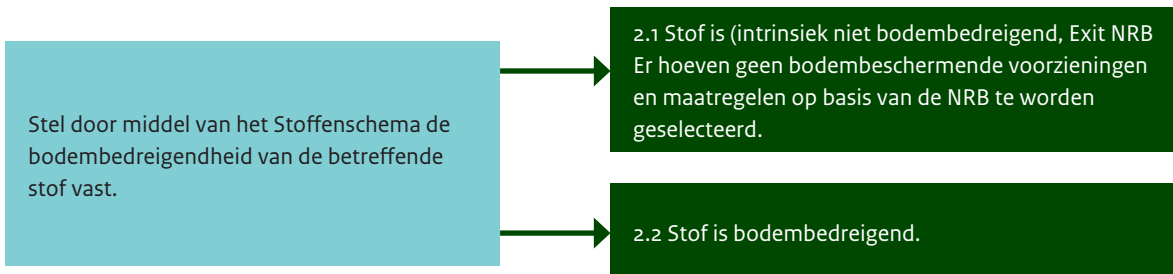 Stel door middel van het Stoffenschema de
bodembedreigendheid van de betreffende
stof vast.
2.1 Stof is (intrinsiek niet bodembedreigend, Exit NRB
Er hoeven geen bodembeschermende voorzieningen
en maatregelen op basis van de NRB te worden
geselecteerd.
2.2 Stof is bodembedreigend.